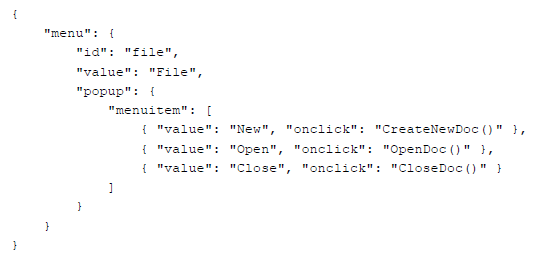 {
    "menu": {
        "id": "file",
        "value": "File",
        "popup": {
            "menuitem": [
                { "value": "New", "onclick": "CreateNewDoc()" },
                { "value": "Open", "onclick": "OpenDoc()" },
                { "value": "Close", "onclick": "CloseDoc()" }
            ]
        }
    }
}